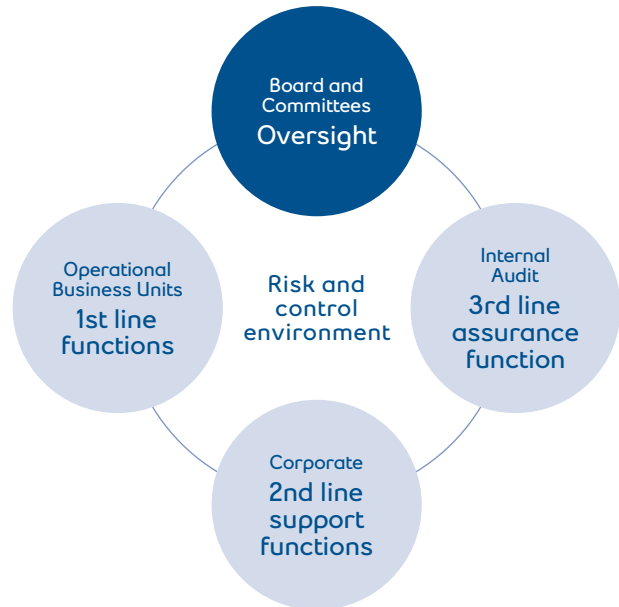 Board and
Committees
Oversight
Operational
Business Units
1st line
functions
Risk and
control
environment
Internal
Audit
3rd line
assurance
function
Corporate
2nd line
support
functions